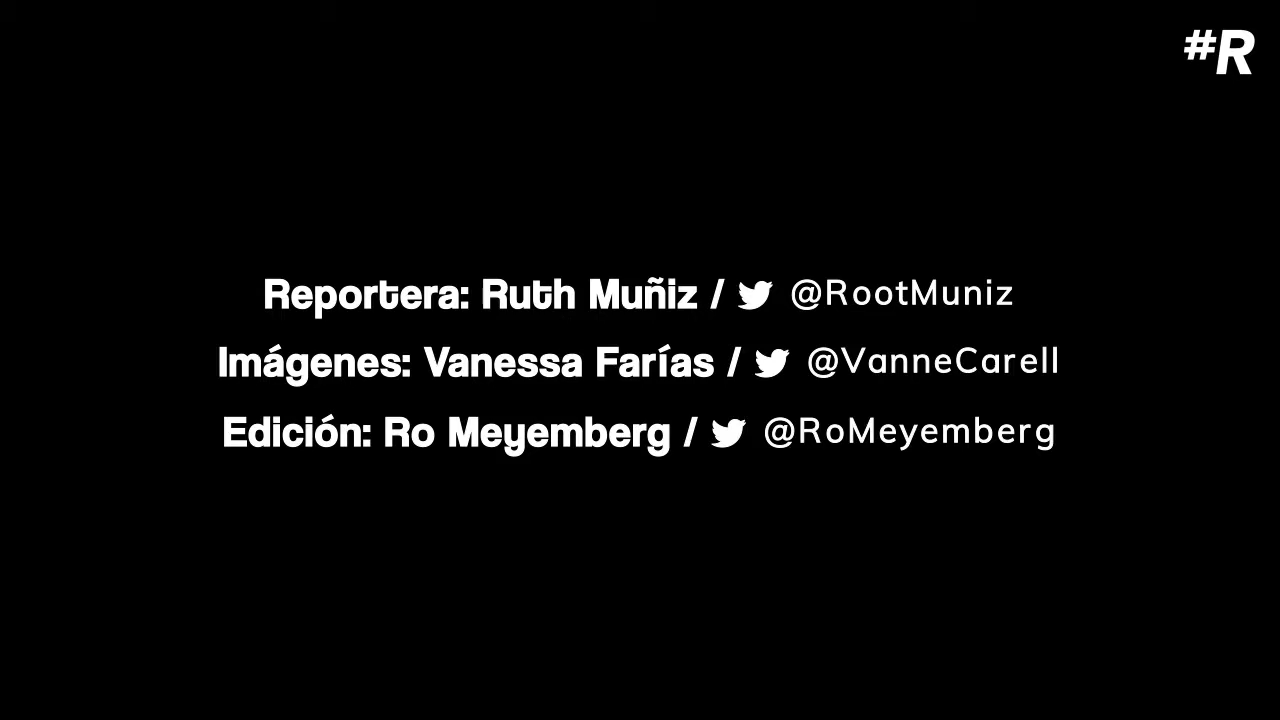 #R
Reportera: Ruth Muñiz / @RootMuniz
Imágenes: Vanessa Farías / @VanneCarell
Edición: Ro Meyemberg / @RoMeyemberg